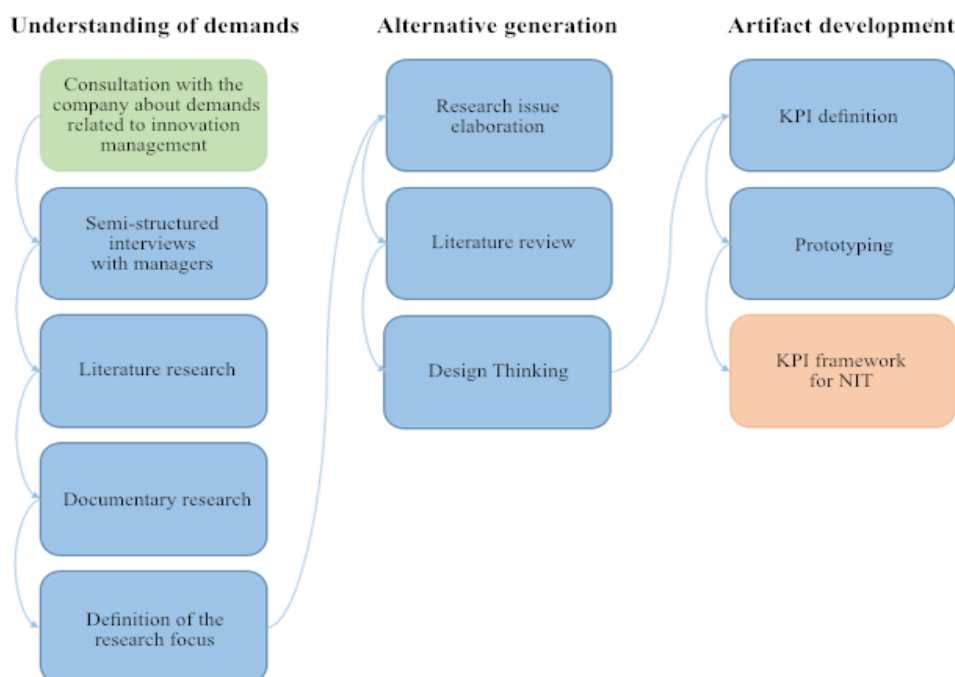 Understanding of demands
Consultation with the
company about demands
related to innovation
management
Semi-structured
interviews
with managers
Literature research
Documentary research
Definition of the
research focus
Alternative generation
Research issue
elaboration
Literature review
Design Thinking
Artifact development
KPI definition
Prototyping
KPI framework
for NIT